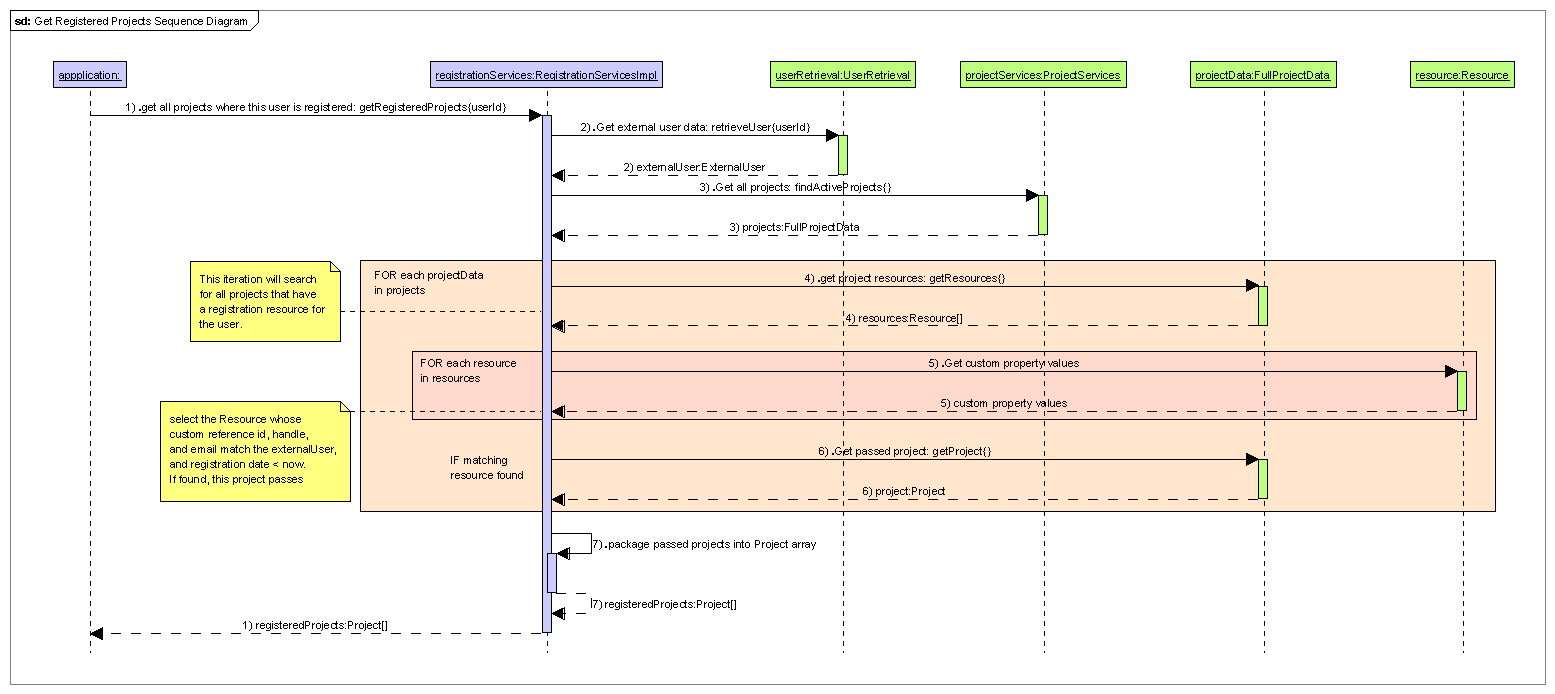 sd: Get Registered Projects Sequence Diagram
appplication:
registrationServices:RegistrationServicesImpl
userRetrieval:UserRetrieval
projectServices:ProjectServices
projectData:FullProjectData
resource:Resource
1) .get all projects where this user is registered: getRegisteredProjects{userId}
2) .Get external user data: retrieveUser{userId}
2) externalUser:ExternalUser
3) .Get all projects: findActiveProjects{}
3) projects:FullProjectData
This iteration will search
for all projects that have
a registration resource for
the user.
FOR each projectData
in projects
4) .get project resources: getResources{}
4) resources:Resource[]
FOR each resource
in resources
5) .Get custom property values
5) custom property values
select the Resource whose
custom reference id, handle,
and email match the externalUser,
and registration date < now.
If found, this project passes
IF matching
resource found
6) .Get passed project: getProject{}
6) project:Project
7) .package passed projects into Project array
7) registeredProjects:Project[]
1) registeredProjects:Project[]